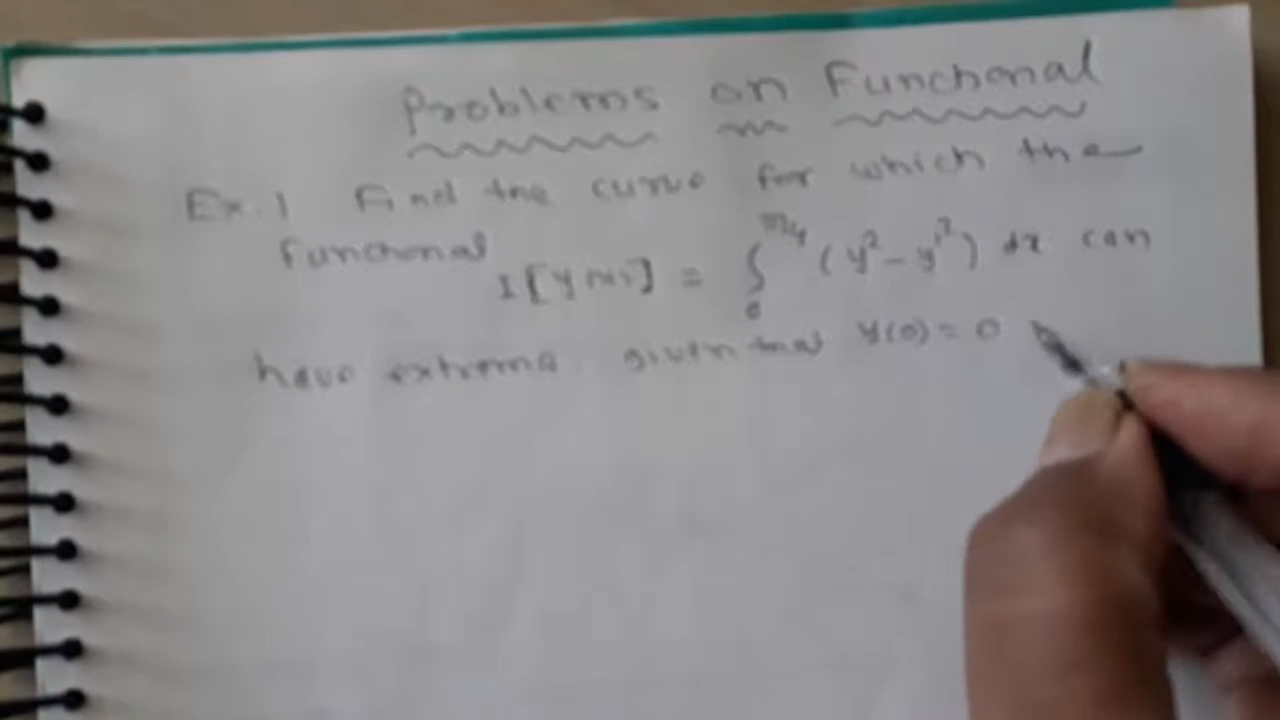 Problems on Functional
Ex.1 Find the curve for which the
functional
I[y(x)] = ∫₀^{π/4} (y² - y'²) dx can
have extrema. given that y(0) = 0